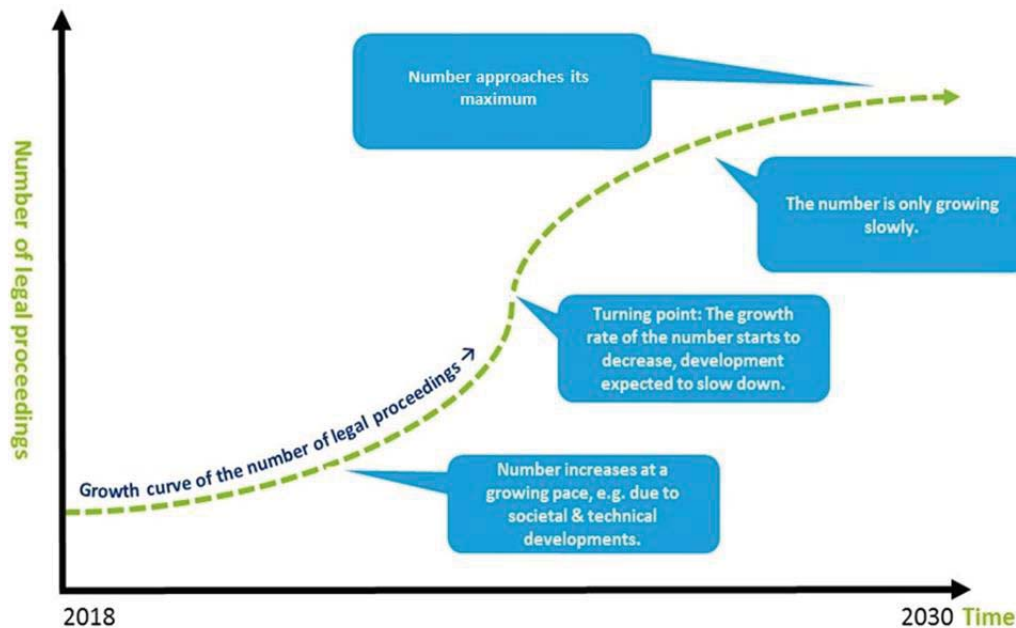 Number approaches its
maximum
The number is only growing
slowly.
Turning point: The growth
rate of the number starts to
decrease, development
expected to slow down.
Growth curve of the number of legal proceedings →
Number increases at a
growing pace, e.g. due to
societal & technical
developments.
Number of legal proceedings
2018
2030 Time